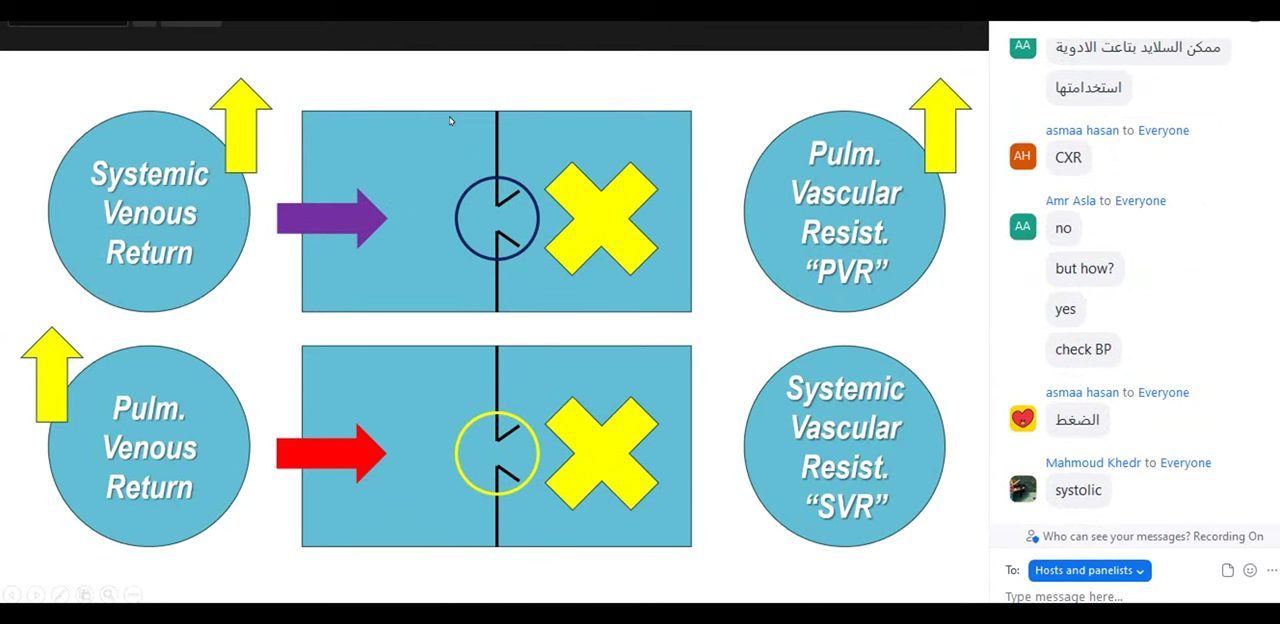 Systemic
Venous
Return
Pulm.
Vascular
Resist.
“PVR”
Pulm.
Venous
Return
Systemic
Vascular
Resist.
“SVR”
AA
ممكن السلايد بتاعت الادوية
استخدامتها
asmaa hasan to Everyone
AH
CXR
Amr Asla to Everyone
AA
no
but how?
yes
check BP
asmaa hasan to Everyone
الضغط
Mahmoud Khedr to Everyone
systolic
Who can see your messages? Recording On
To: Hosts and panelists
Type message here...